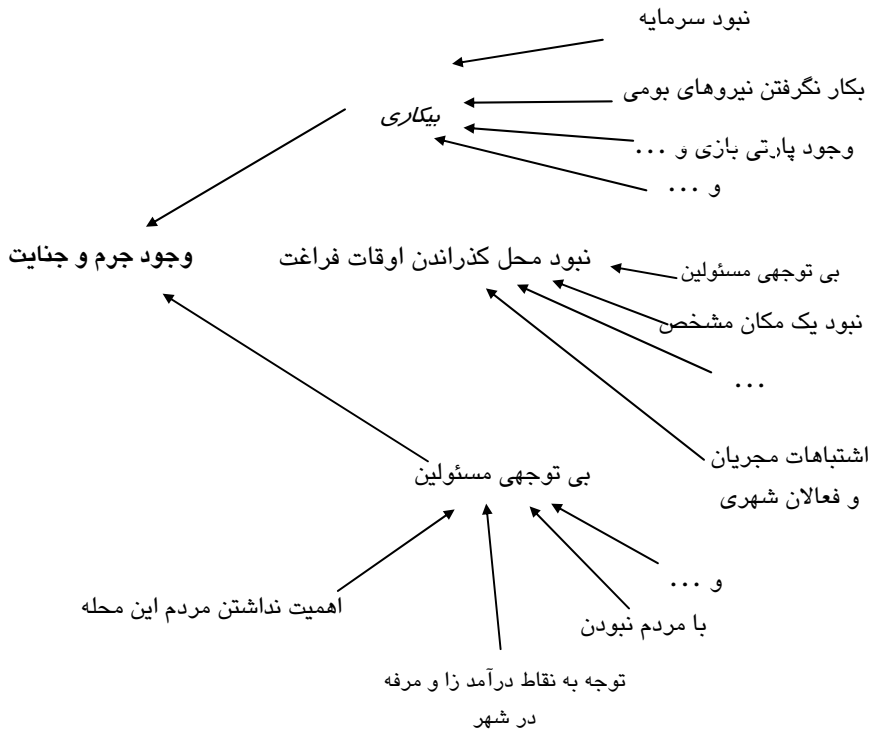 نبود سرمایه
بکار نگرفتن نیروهای بومی
بیکاری
وجود پارتی بازی و ...
و ...
وجود جرم و جنایت
نبود محل کذراندن اوقات فراغت
بی توجهی مسئولین
نبود یک مکان مشخص
...
اشتباهات مجریان
و فعالان شهری
بی توجهی مسئولین
و ...
اهمیت نداشتن مردم این محله
با مردم نبودن
توجه به نقاط درآمد زا و مرفه
در شهر